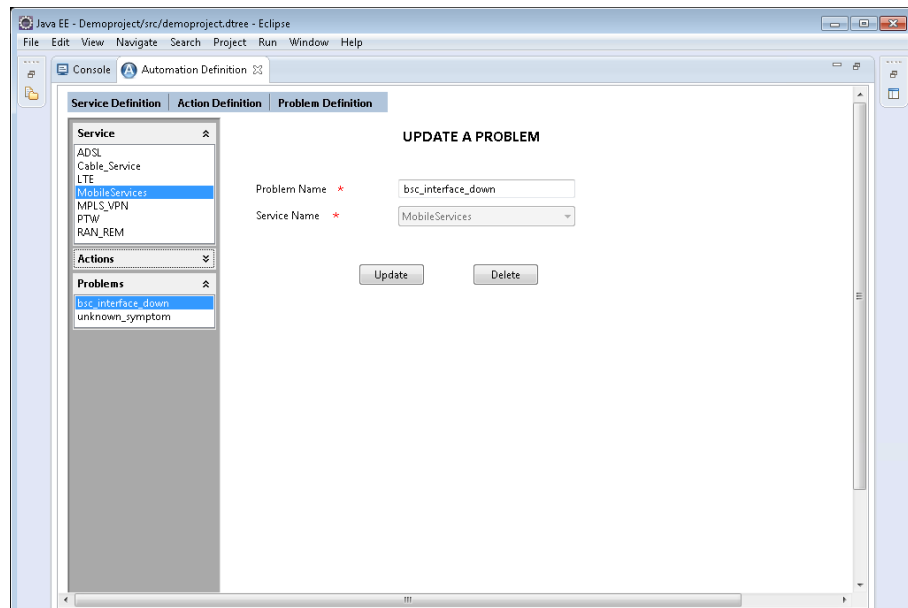 Java EE - Demoproject/src/demoproject.dtree - Eclipse
File Edit View Navigate Search Project Run Window Help
Console Automation Definition
Service Definition Action Definition Problem Definition
Service
ADSL
Cable_Service
LTE
MobileServices
MPLS_VPN
PTW
RAN_REM
Actions
Problems
bsc_interface_down
unknown_symptom
UPDATE A PROBLEM
Problem Name * bsc_interface_down
Service Name * MobileServices
Update Delete